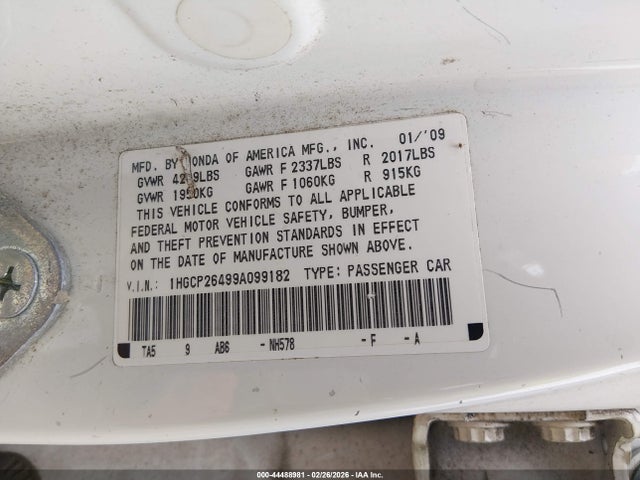 MFD. BY HONDA OF AMERICA MFG., INC. 01/'09
GVWR 4299LBS GAWR F 2337LBS R 2017LBS
GVWR 1950KG GAWR F 1060KG R 915KG
THIS VEHICLE CONFORMS TO ALL APPLICABLE
FEDERAL MOTOR VEHICLE SAFETY, BUMPER,
AND THEFT PREVENTION STANDARDS IN EFFECT
ON THE DATE OF MANUFACTURE SHOWN ABOVE.
V.I.N.: 1HGCP26499A099182 TYPE: PASSENGER CAR
TA5 9 AB6 -NH578 -F -A
000-44488981 | 02/26/2026 | IAA Inc.